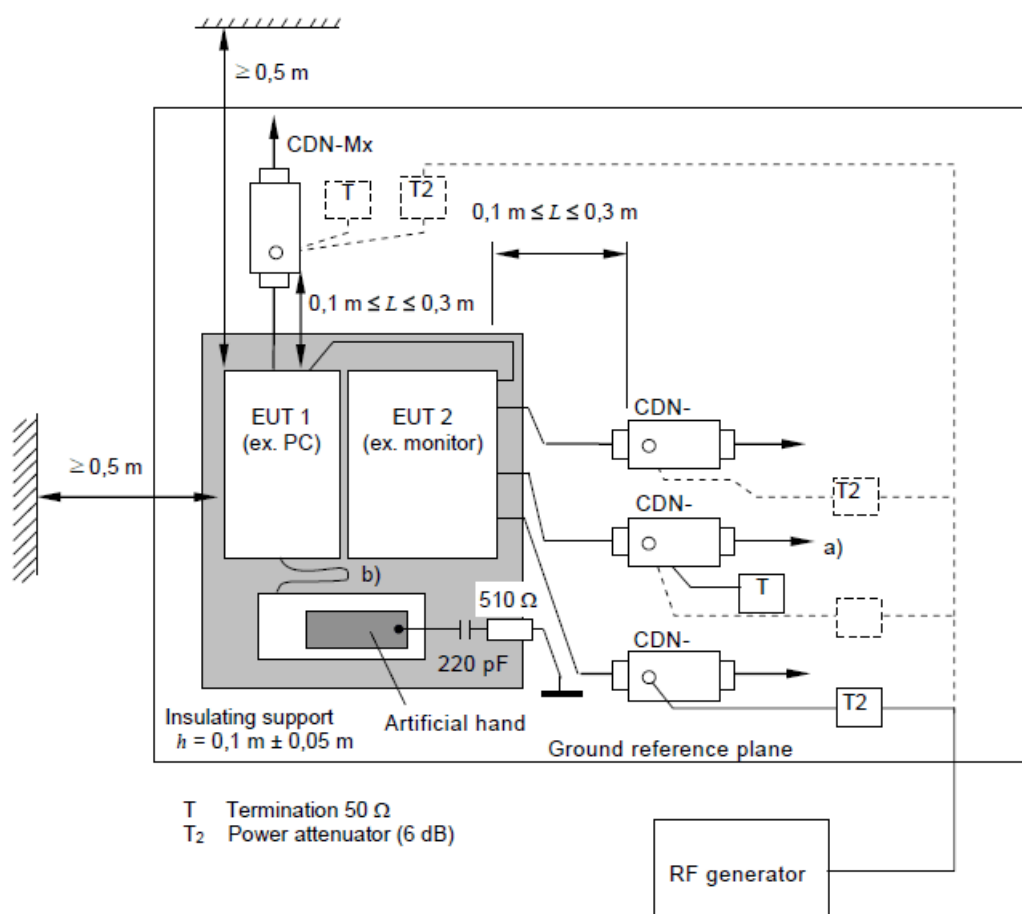 ≥ 0,5 m
CDN-Mx
T
T2
0,1 m ≤ L ≤ 0,3 m
0,1 m ≤ L ≤ 0,3 m
EUT 1
(ex. PC)
EUT 2
(ex. monitor)
CDN-
≥ 0,5 m
T2
CDN-
a)
b)
T
510 Ω
220 pF
CDN-
T2
Artificial hand
Insulating support
h = 0,1 m ± 0,05 m
Ground reference plane
T Termination 50 Ω
T₂ Power attenuator (6 dB)
RF generator